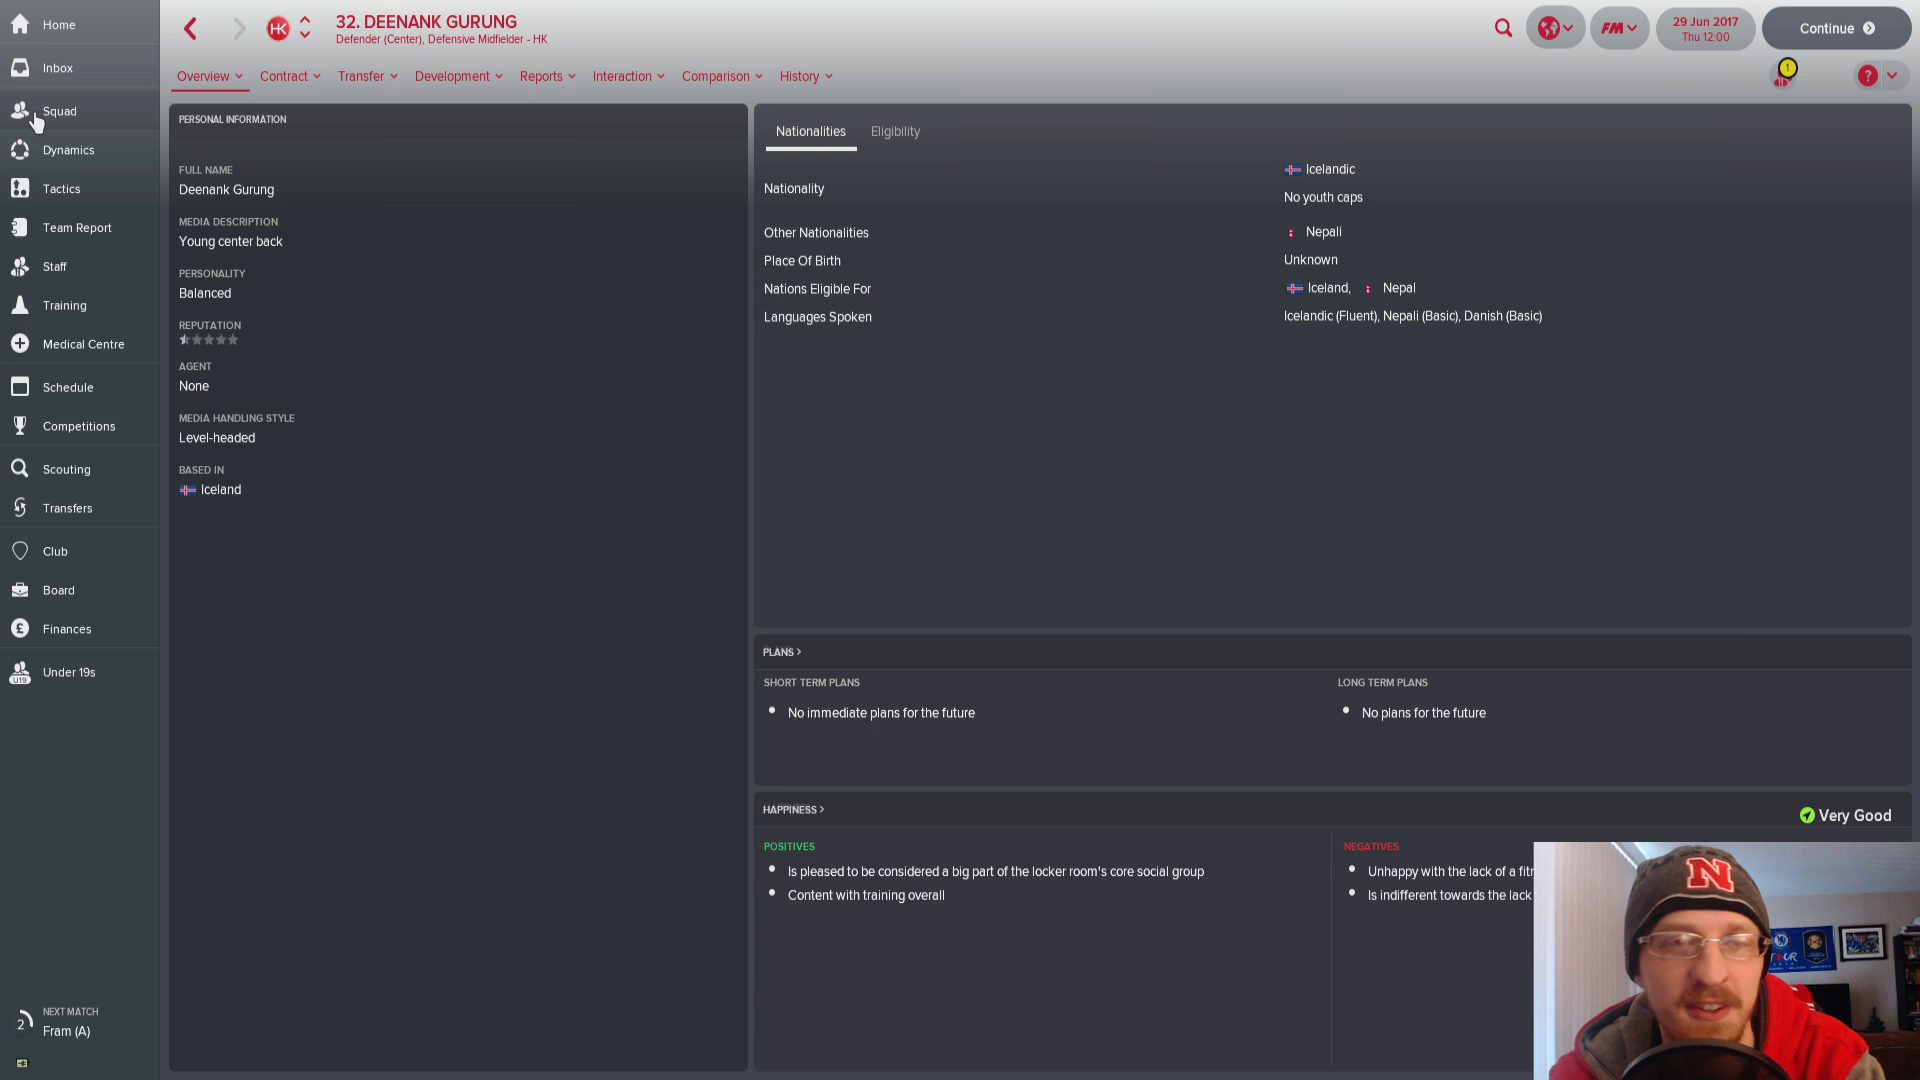 Home
Inbox
Squad
Dynamics
Tactics
Team Report
Staff
Training
Medical Centre
Schedule
Competitions
Scouting
Transfers
Club
Board
Finances
U19
Under 19s
2
NEXT MATCH
Fram (A)
HK
32. DEENANK GURUNG
Defender (Center), Defensive Midfielder - HK
FM
29 Jun 2017
Thu 12:00
Continue
Overview
Contract
Transfer
Development
Reports
Interaction
Comparison
History
1
?
PERSONAL INFORMATION
FULL NAME
Deenank Gurung
MEDIA DESCRIPTION
Young center back
PERSONALITY
Balanced
REPUTATION
AGENT
None
MEDIA HANDLING STYLE
Level-headed
BASED IN
Iceland
Nationalities Eligibility
Nationality
Icelandic
No youth caps
Other Nationalities Nepali
Place Of Birth Unknown
Nations Eligible For Iceland, Nepal
Languages Spoken Icelandic (Fluent), Nepali (Basic), Danish (Basic)
PLANS >
SHORT TERM PLANS
• No immediate plans for the future
LONG TERM PLANS
• No plans for the future
HAPPINESS >
Very Good
POSITIVES
• Is pleased to be considered a big part of the locker room's core social group
• Content with training overall
NEGATIVES
• Unhappy with the lack of a
• Is indifferent towards the lack
N